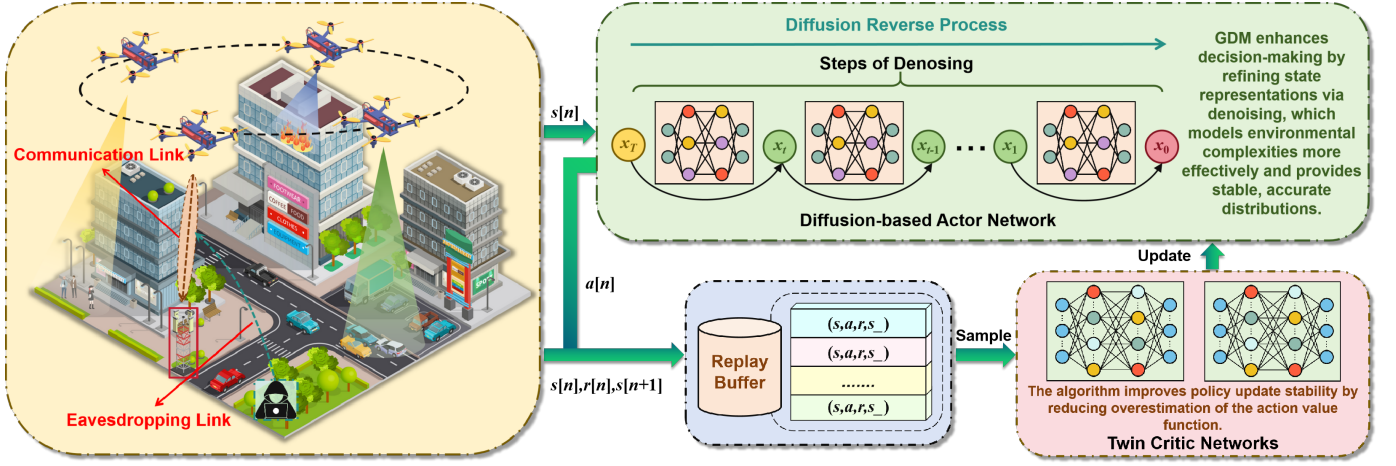 Communication Link
Eavesdropping Link
FOOTWEAR
COFFEE FOOD
CLOTHES
SPOT
s[n]
a[n]
s[n],r[n],s[n+1]
Diffusion Reverse Process
Steps of Denosing
x_T
x_t
x_{t-1}
...
x_1
x_0
Diffusion-based Actor Network
GDM enhances
decision-making by
refining state
representations via
denoising, which
models environmental
complexities more
effectively and provides
stable, accurate
distributions.
Update
Replay
Buffer
(s,a,r,s_)
(s,a,r,s_)
.......
(s,a,r,s_)
Sample
The algorithm improves policy update stability by
reducing overestimation of the action value
function.
Twin Critic Networks